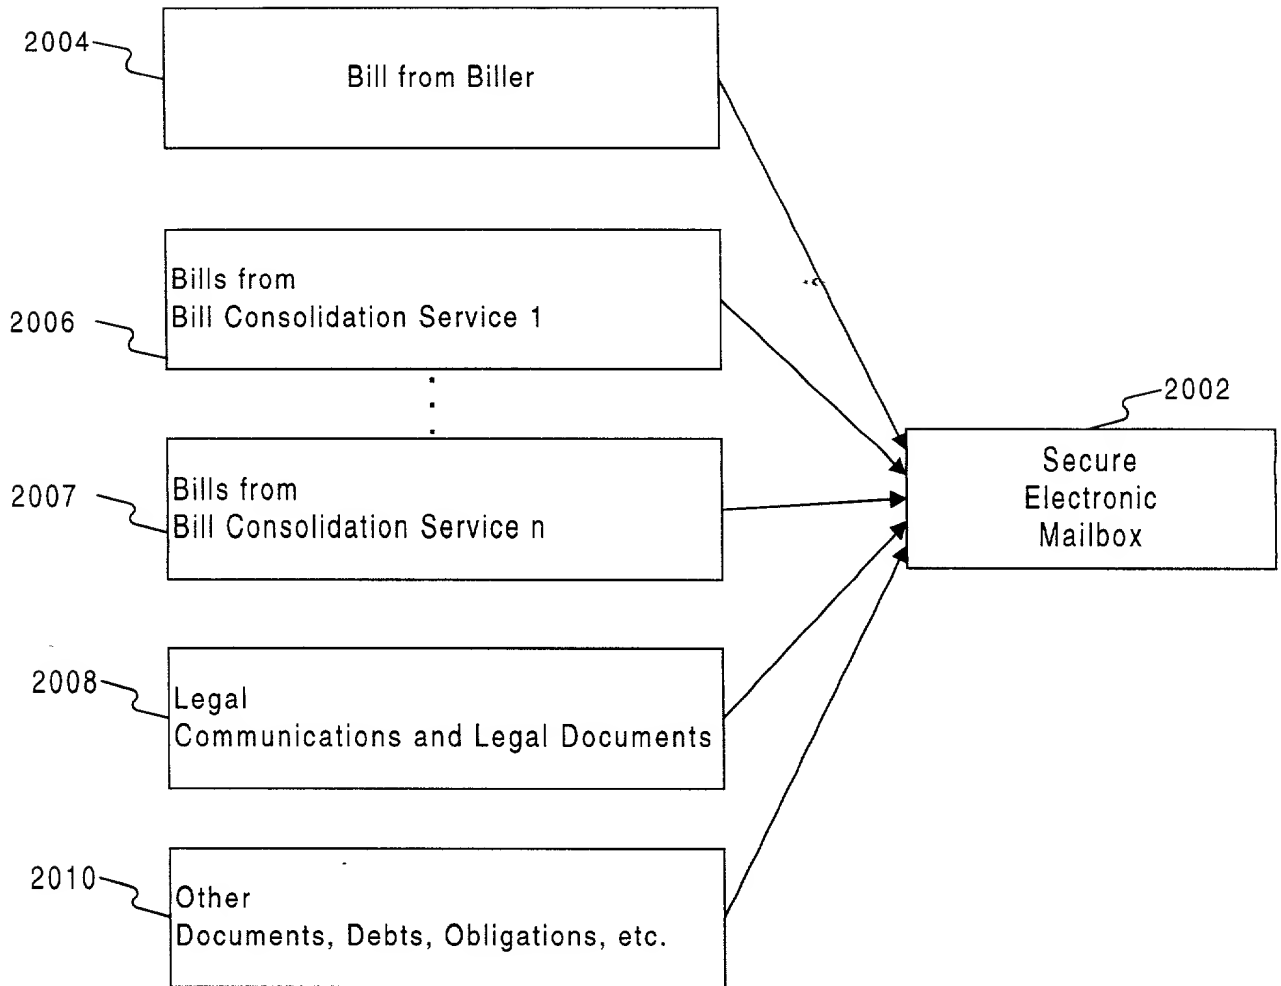 2004
Bill from Biller
Bills from
Bill Consolidation Service 1
2006
2002
Secure
Electronic
Mailbox
Bills from
Bill Consolidation Service n
2007
2008
Legal
Communications and Legal Documents
2010
Other
Documents, Debts, Obligations, etc.